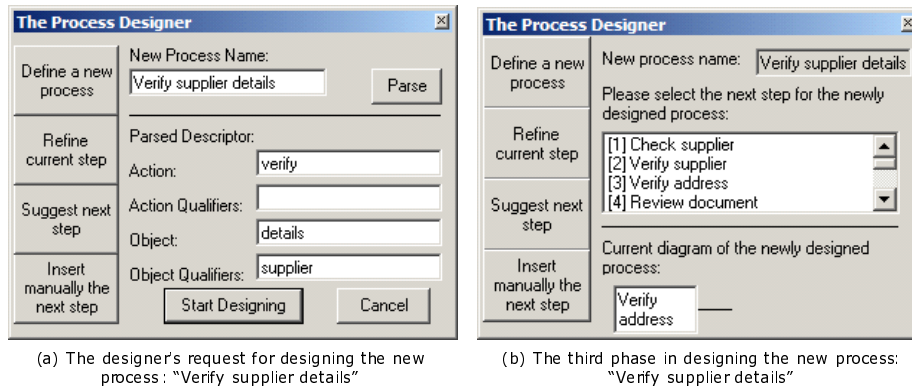 The Process Designer
Define a new
process
Refine
current step
Suggest next
step
Insert
manually the
next step
New Process Name:
Verify supplier details
Parse
Parsed Descriptor:
Action:
verify
Action Qualifiers:
Object:
details
Object Qualifiers:
supplier
Start Designing
Cancel
(a) The designer's request for designing the new
process: "Verify supplier details"
The Process Designer
Define a new
process
Refine
current step
Suggest next
step
Insert
manually the
next step
New process name:
Verify supplier details
Please select the next step for the newly
designed process:
[1] Check supplier
[2] Verify supplier
[3] Verify address
[4] Review document
Current diagram of the newly designed
process:
Verify
address
(b) The third phase in designing the new process:
"Verify supplier details"